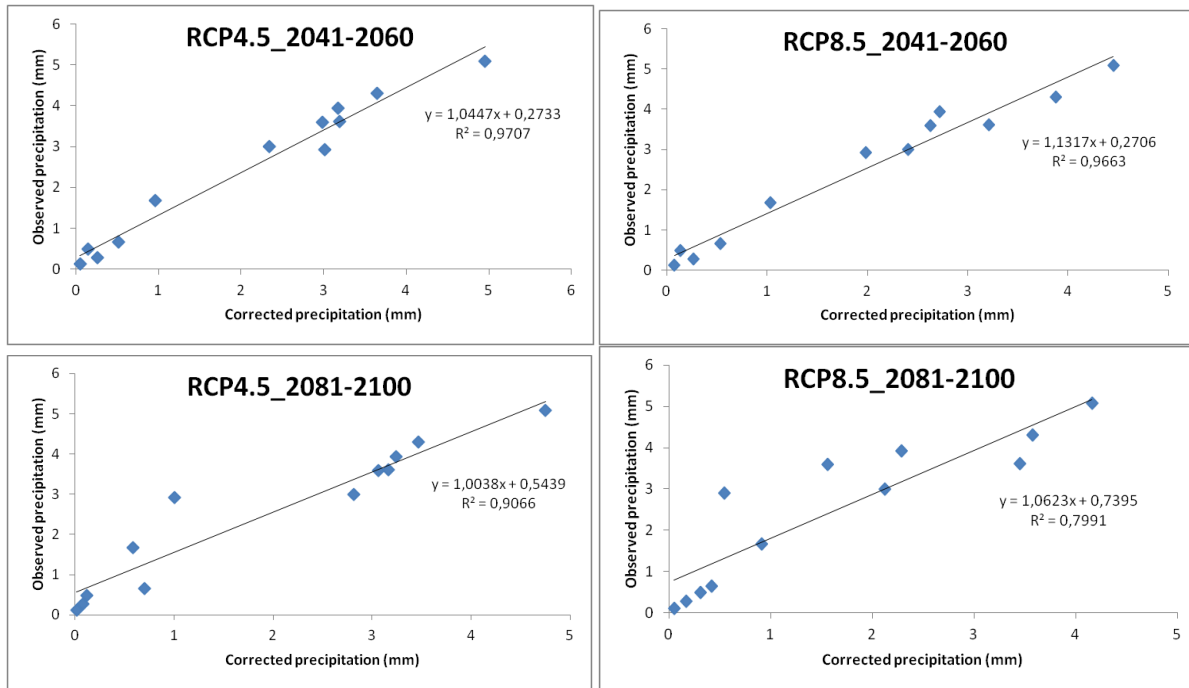 RCP4.5_2041-2060
Observed precipitation (mm)
6
5
4
3
2
1
0
y = 1,0447x + 0,2733
R² = 0,9707
0 1 2 3 4 5 6
Corrected precipitation (mm)
RCP8.5_2041-2060
Observed precipitation (mm)
6
5
4
3
2
1
0
y = 1,1317x + 0,2706
R² = 0,9663
0 1 2 3 4 5
Corrected precipitation (mm)
RCP4.5_2081-2100
Observed precipitation (mm)
6
5
4
3
2
1
0
y = 1,0038x + 0,5439
R² = 0,9066
0 1 2 3 4 5
Corrected precipitation (mm)
RCP8.5_2081-2100
Observed precipitation (mm)
6
5
4
3
2
1
0
y = 1,0623x + 0,7395
R² = 0,7991
0 1 2 3 4 5
Corrected precipitation (mm)